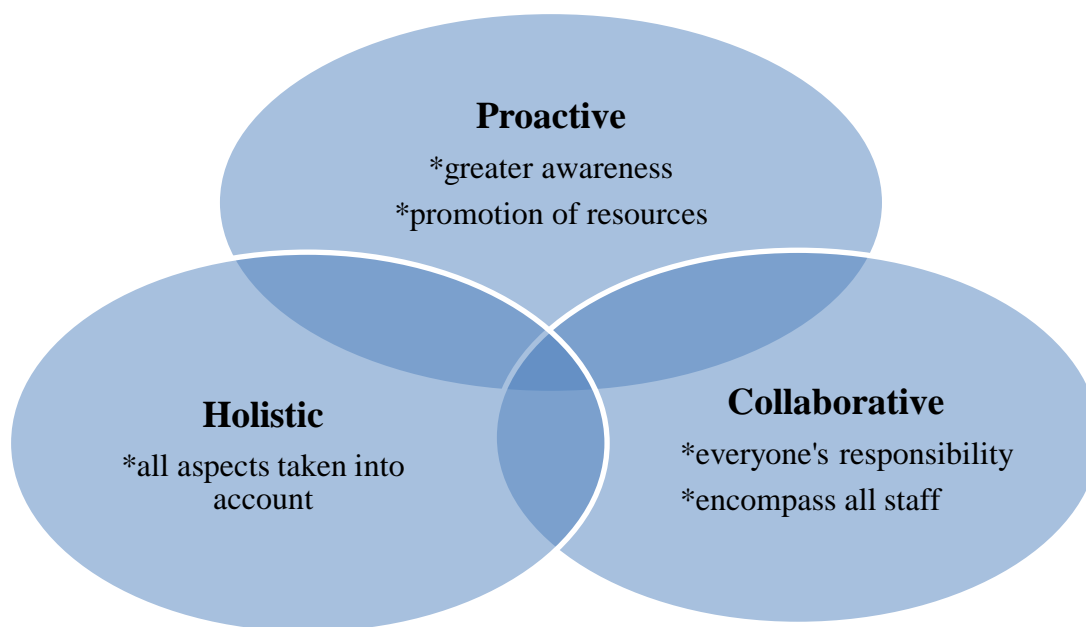 Proactive
*greater awareness
*promotion of resources
Holistic
*all aspects taken into
account
Collaborative
*everyone's responsibility
*encompass all staff